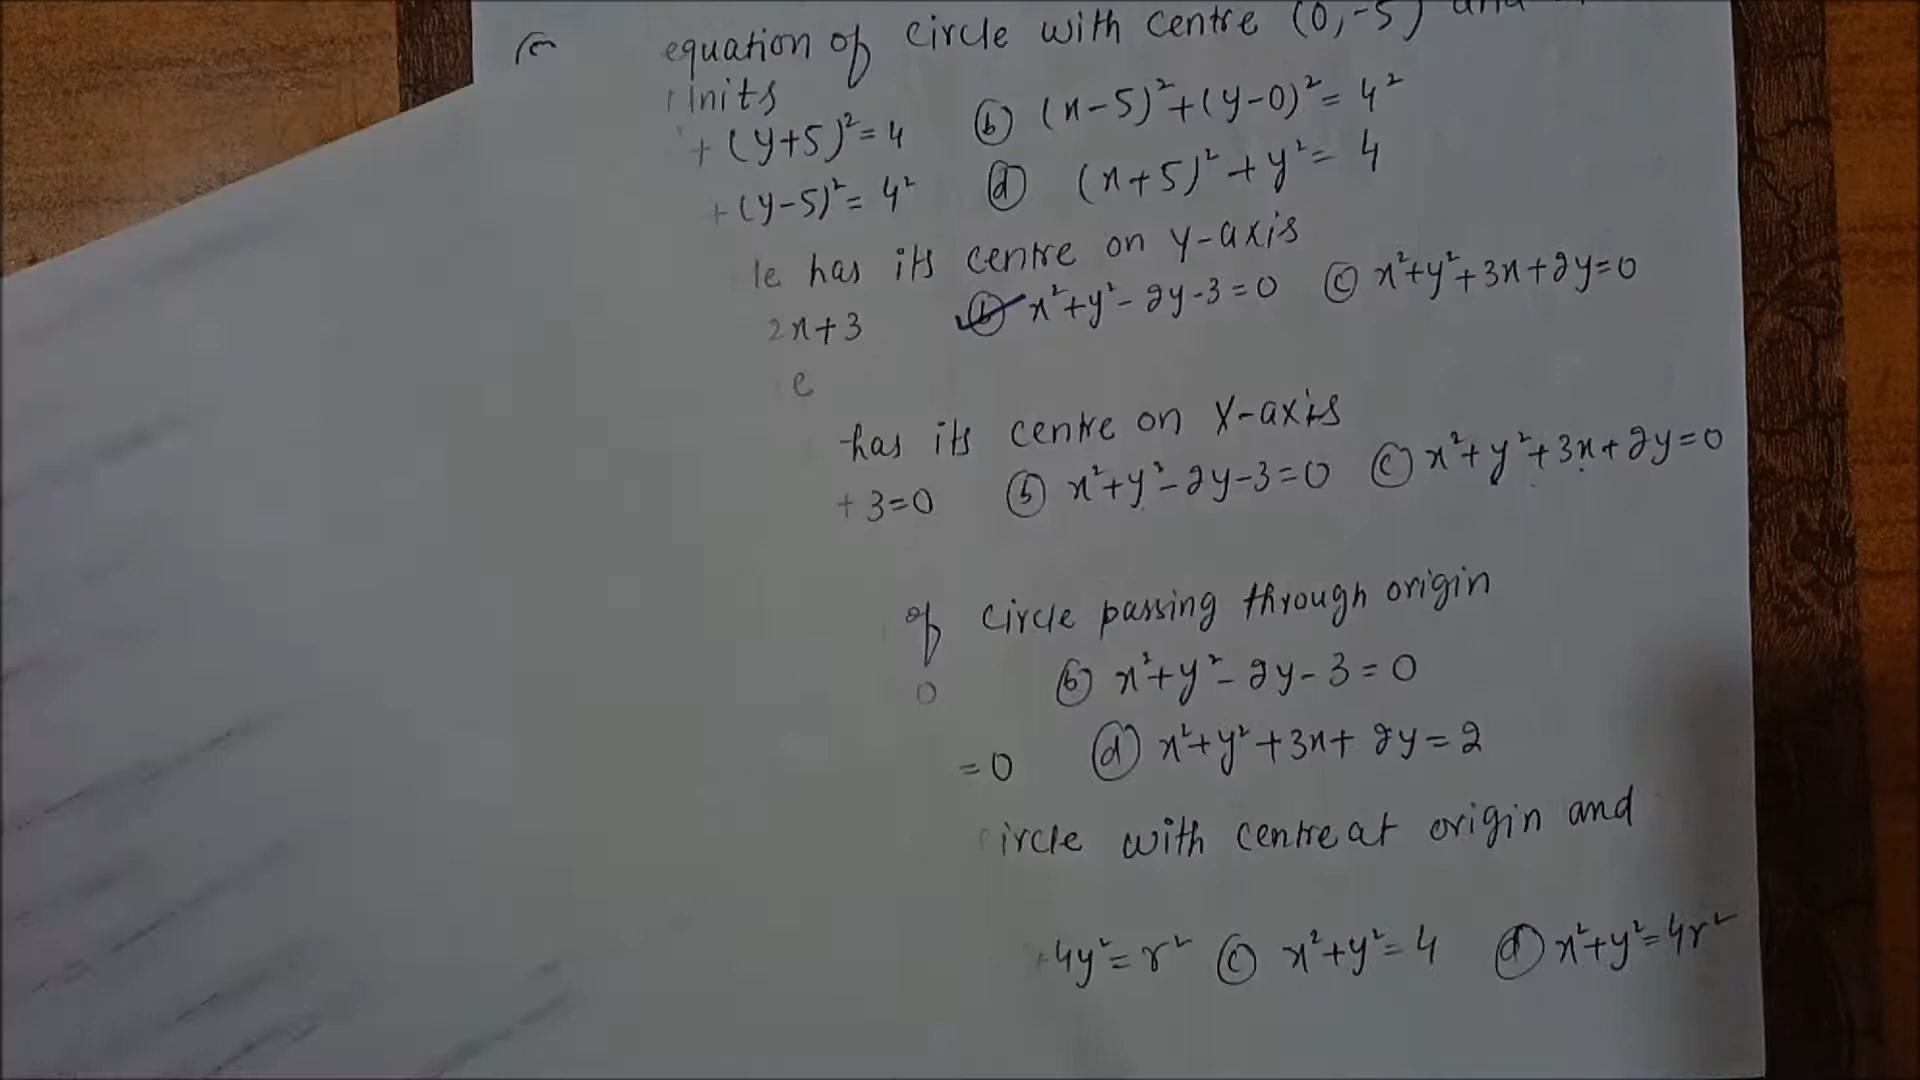 equation of circle with centre (0,-5) and
units
+ (y+5)²= 4 (b) (x-5)²+(y-0)²= 4²
+(y-5)²= 4² (d) (x+5)²+y²= 4
le has its centre on y-axis
2x+3 (b) x²+y²-2y-3=0 (c) x²+y²+3x+2y=0
e
has its centre on X-axis
+3=0 (b) x²+y²-2y-3=0 (c) x²+y²+3x+2y=0
of circle passing through origin
0 (b) x²+y²-2y-3=0
=0 (d) x²+y²+3x+2y=2
circle with centre at origin and
4y²=r² (c) x²+y²=4 (d) x²+y²=4r²